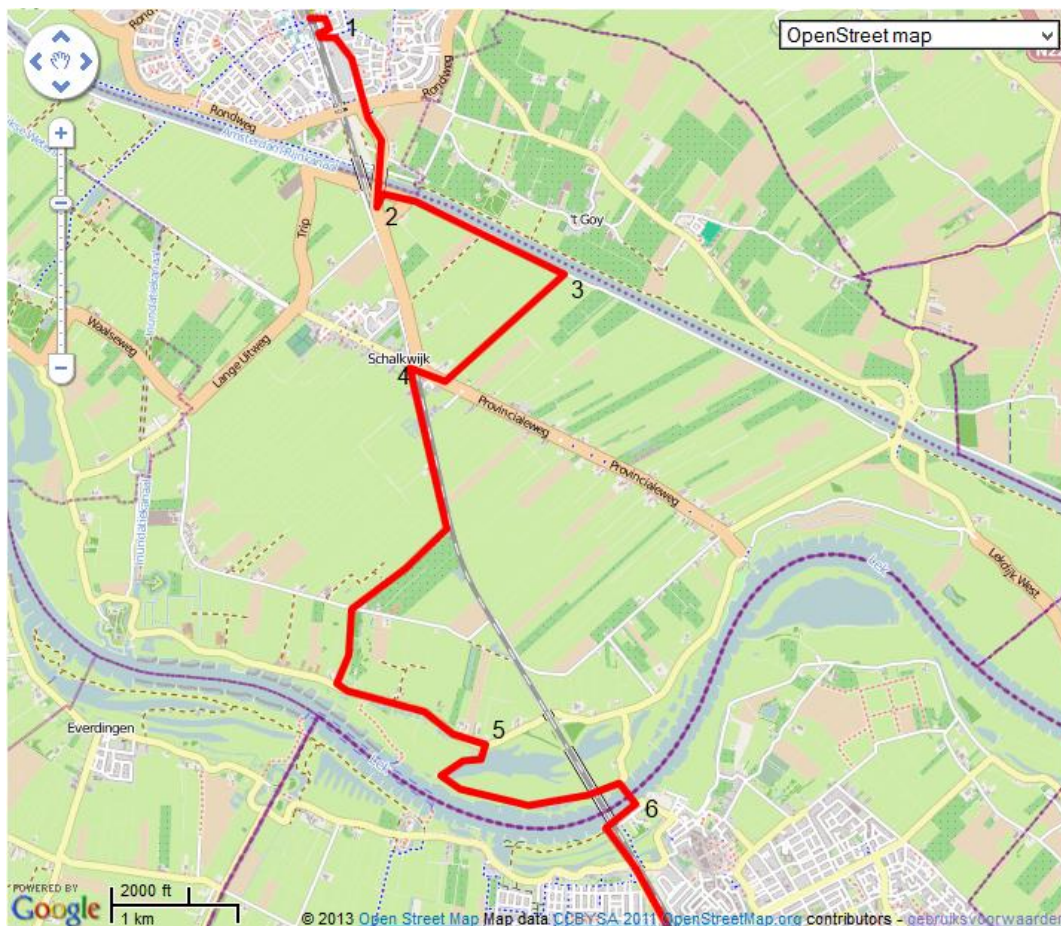 OpenStreet map
1
Rondweg
Rondweg
Amsterdam-Rijnkanaal
2
't Goy
Trip
3
Inundatiekanaal
Waalseweg
Lange Uitweg
Schalkwijk
4
Provincialeweg
Provincialeweg
Inundatiekanaal
Lek
Lekdijk West
Everdingen
5
Lek
6
POWERED BY
Google
2000 ft
1 km
© 2013 Open Street Map Map data CCBYSA 2011 OpenStreetMap.org contributors - gebruiksvoorwaarden